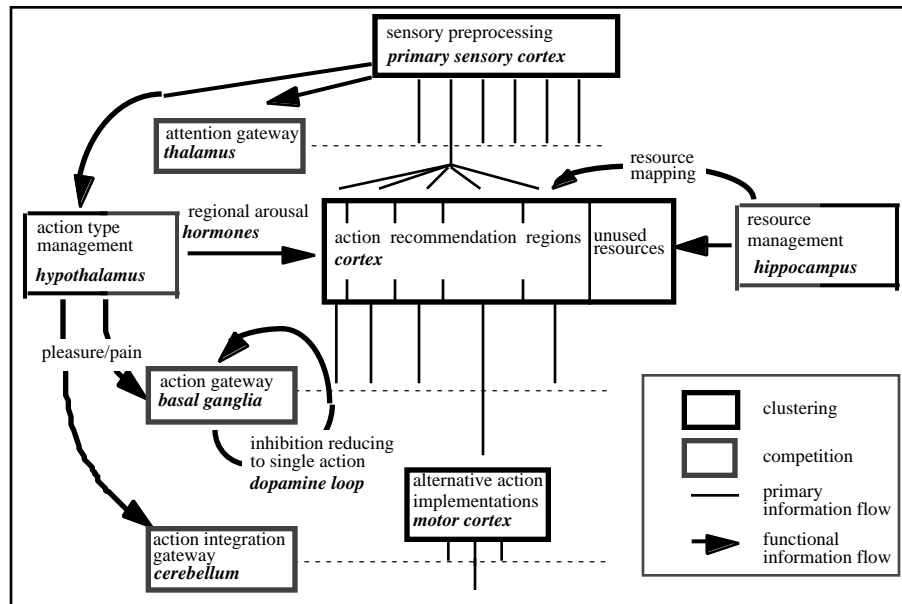 sensory preprocessing
primary sensory cortex
attention gateway
thalamus
resource
mapping
regional arousal
hormones
action type
management
hypothalamus
action recommendation regions
cortex
unused
resources
resource
management
hippocampus
pleasure/pain
action gateway
basal ganglia
inhibition reducing
to single action
dopamine loop
alternative action
implementations
motor cortex
action integration
gateway
cerebellum
clustering
competition
primary
information flow
functional
information flow